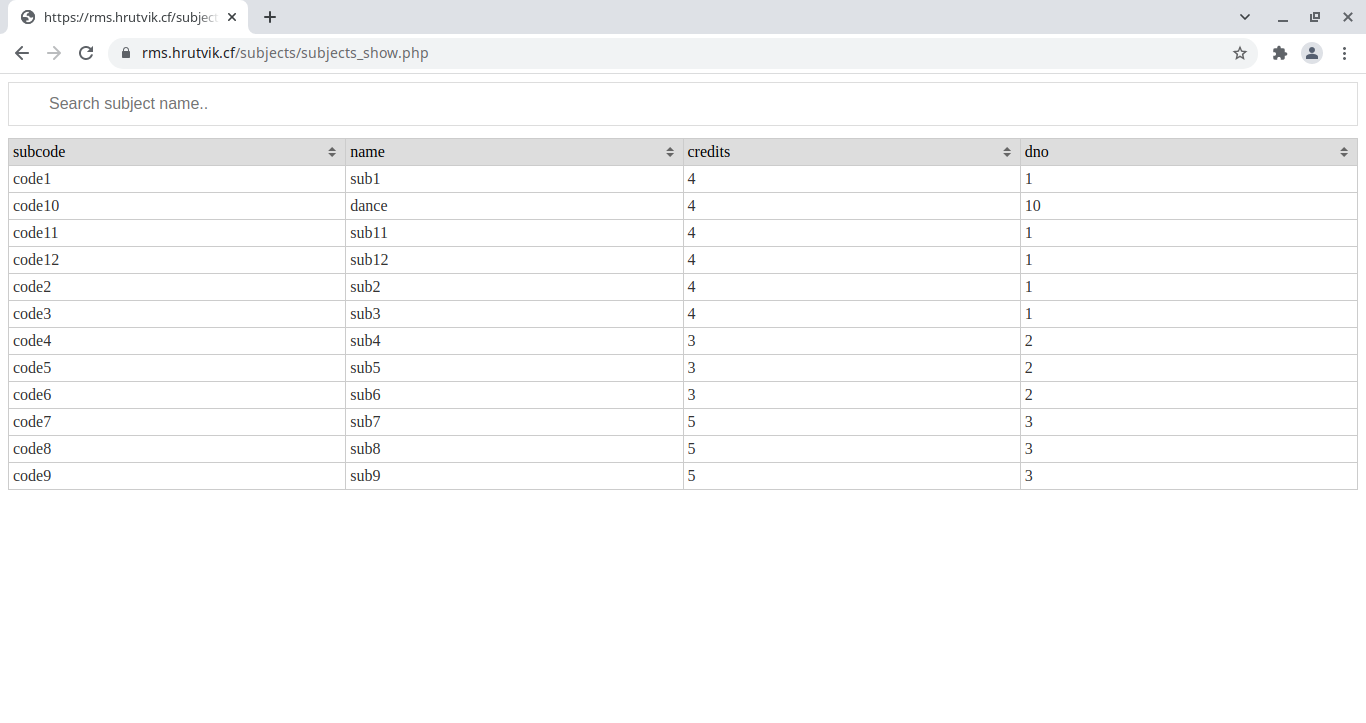 https://rms.hrutvik.cf/subject
rms.hrutvik.cf/subjects/subjects_show.php
Search subject name..
subcode name credits dno
code1 sub1 4 1
code10 dance 4 10
code11 sub11 4 1
code12 sub12 4 1
code2 sub2 4 1
code3 sub3 4 1
code4 sub4 3 2
code5 sub5 3 2
code6 sub6 3 2
code7 sub7 5 3
code8 sub8 5 3
code9 sub9 5 3